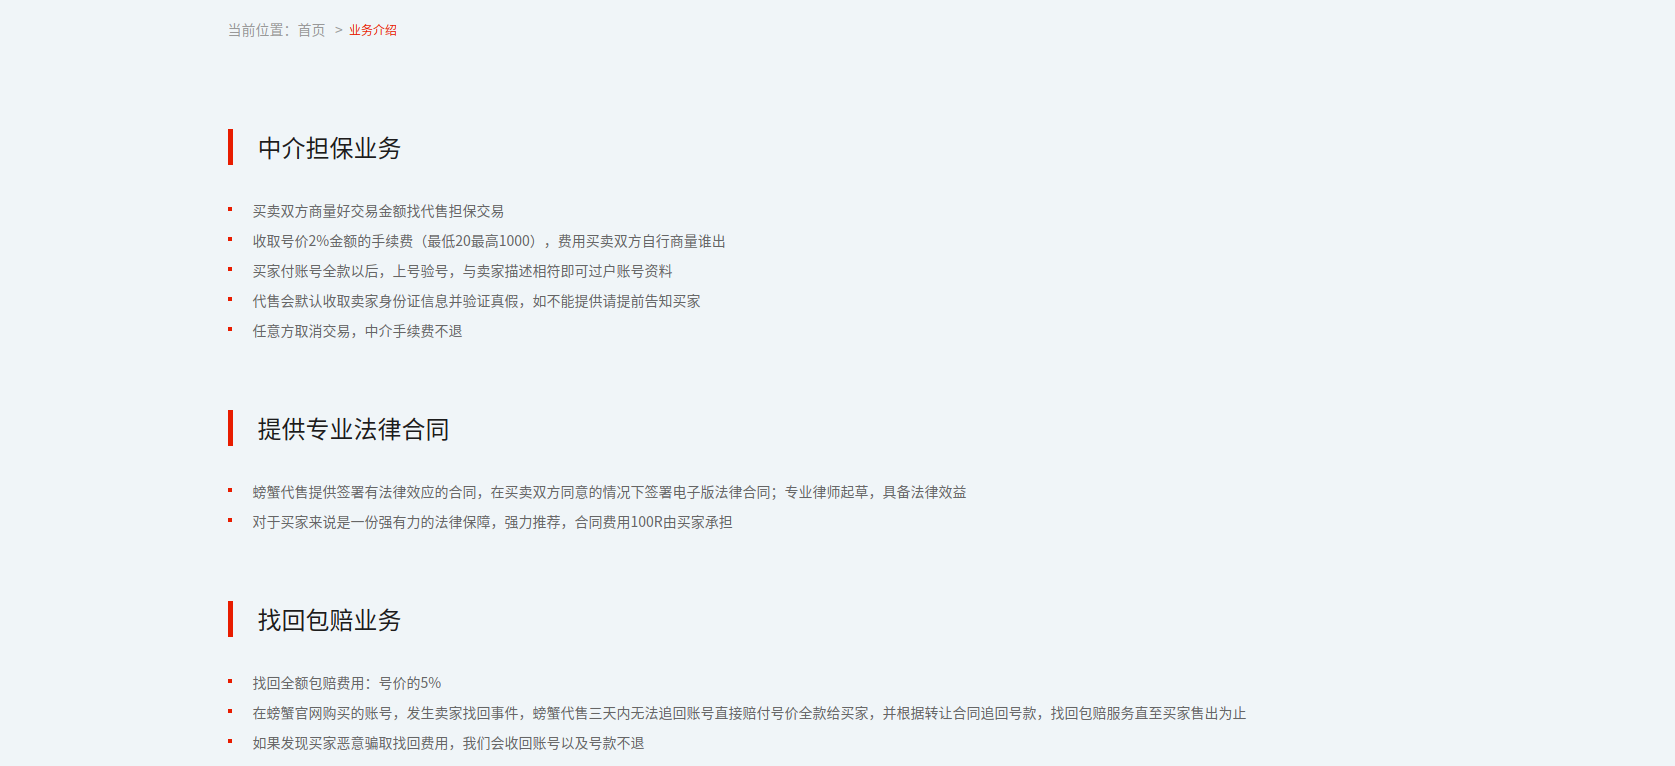 当前位置：首页 > 业务介绍
中介担保业务
买卖双方商量好交易金额找代售担保交易
收取号价2%金额的手续费（最低20最高1000），费用买卖双方自行商量谁出
买家付账号全款以后，上号验号，与卖家描述相符即可过户账号资料
代售会默认收取卖家身份证信息并验证真假，如不能提供请提前告知买家
任意方取消交易，中介手续费不退
提供专业法律合同
螃蟹代售提供签署有法律效应的合同，在买卖双方同意的情况下签署电子版法律合同；专业律师起草，具备法律效益
对于买家来说是一份强有力的法律保障，强力推荐，合同费用100R由买家承担
找回包赔业务
找回全额包赔费用：号价的5%
在螃蟹官网购买的账号，发生卖家找回事件，螃蟹代售三天内无法追回账号直接赔付号价全款给买家，并根据转让合同追回号款，找回包赔服务直至买家售出为止
如果发现买家恶意骗取找回费用，我们会收回账号以及号款不退